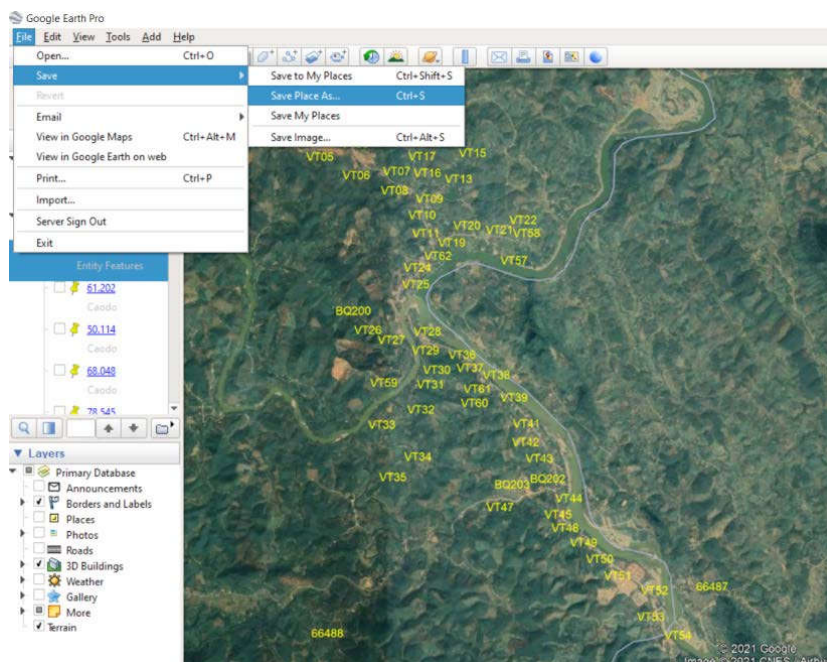 Google Earth Pro
File Edit View Tools Add Help
Open... Ctrl+O
Save
Revert
Email
View in Google Maps Ctrl+Alt+M
View in Google Earth on web
Print... Ctrl+P
Import...
Server Sign Out
Exit
Save to My Places Ctrl+Shift+S
Save Place As... Ctrl+S
Save My Places
Save Image... Ctrl+Alt+S
Entity Features
61.202
Caodo
50.114
Caodo
68.048
Caodo
78.545
Layers
Primary Database
Announcements
Borders and Labels
Places
Photos
Roads
3D Buildings
Weather
Gallery
More
Terrain
VT05 VT17 VT15
VT06 VT07 VT16 VT13
VT08
VT09
VT10
VT11 VT20 VT22
VT19 VT21 VT58
VT62
VT24 VT57
VT25
BQ200
VT26 VT28
VT27
VT29 VT36
VT30 VT37 VT38
VT59 VT31 VT61
VT60 VT39
VT32
VT33 VT41
VT42
VT34 VT43
VT35 BQ203 BQ202
VT47 VT44
VT45
VT48
VT49
VT50
VT51
VT52 66487
VT53
66488 VT54
© 2021 Google
Image © 2021 CNES / Airbu